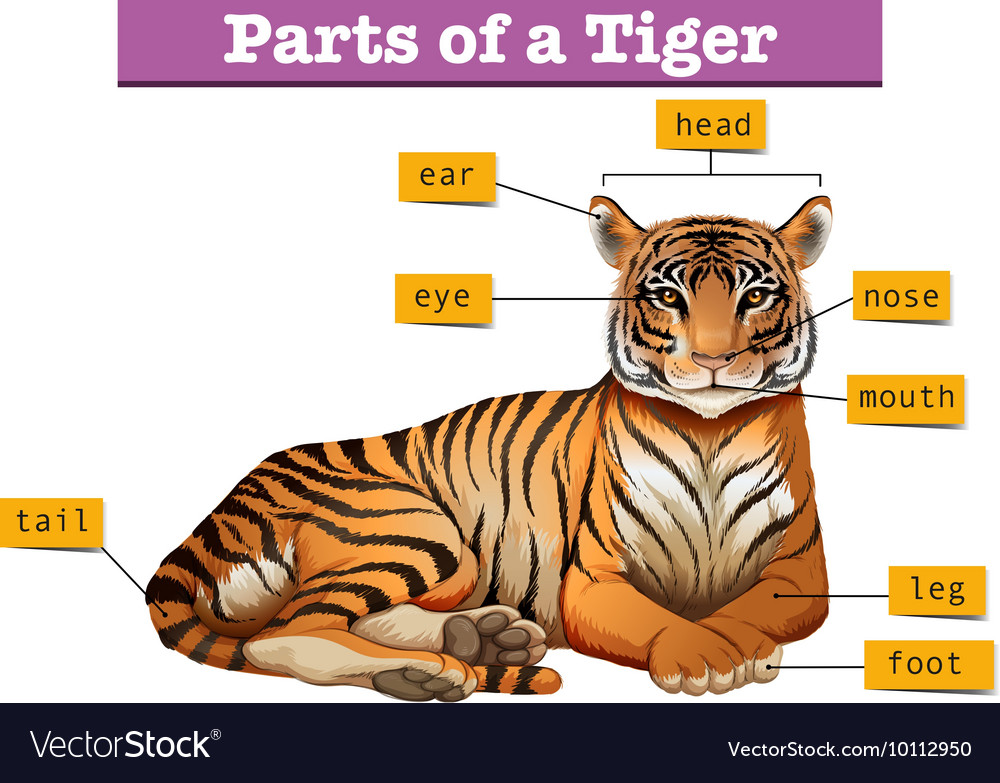 Parts of a Tiger
head
ear
eye
nose
mouth
tail
leg
foot
VectorStock®
VectorStock.com/10112950